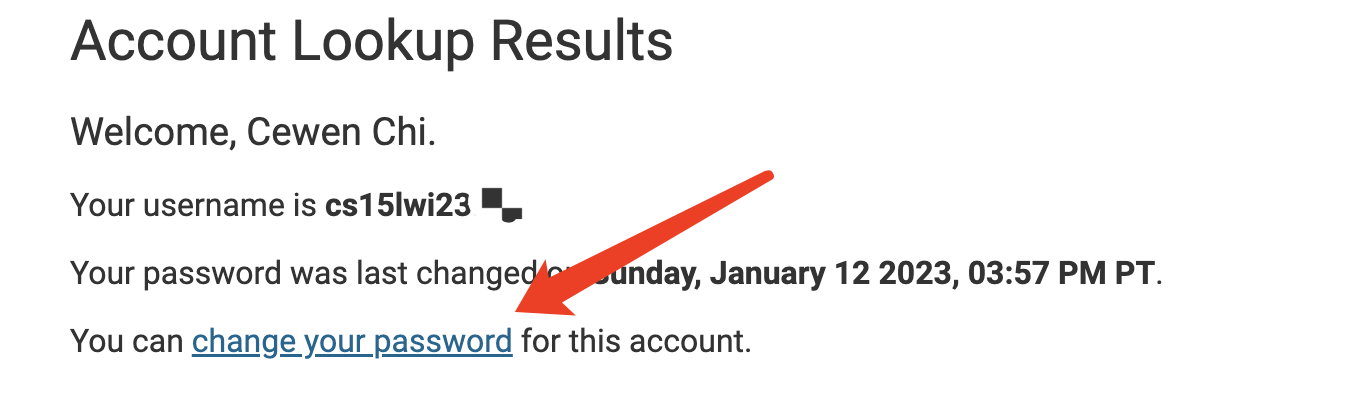 Account Lookup Results
Welcome, Cewen Chi.
Your username is cs15lwi23
Your password was last changed on Sunday, January 12 2023, 03:57 PM PT.
You can change your password for this account.